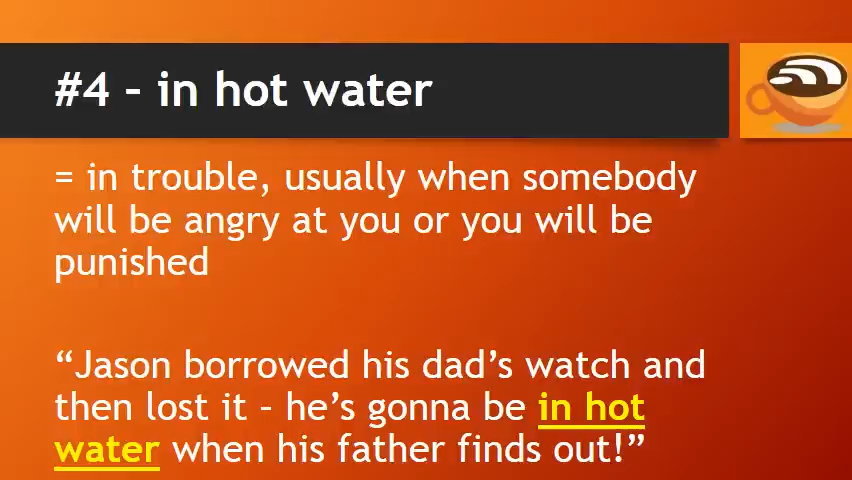 #4 – in hot water
= in trouble, usually when somebody
will be angry at you or you will be
punished
“Jason borrowed his dad’s watch and
then lost it – he’s gonna be in hot
water when his father finds out!”